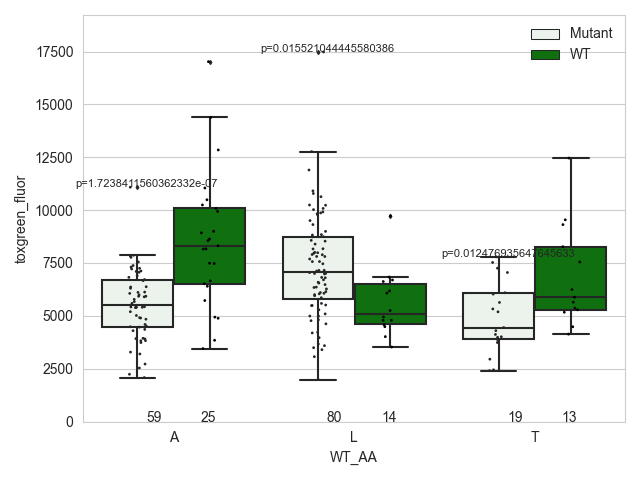 17500
15000
12500
10000
7500
5000
2500
0
toxgreen_fluor
p=1.7238411560362332e-07
p=0.015521044445580386
p=0.012476935647645633
Mutant
WT
59 25 80 14 19 13
A L T
WT_AA